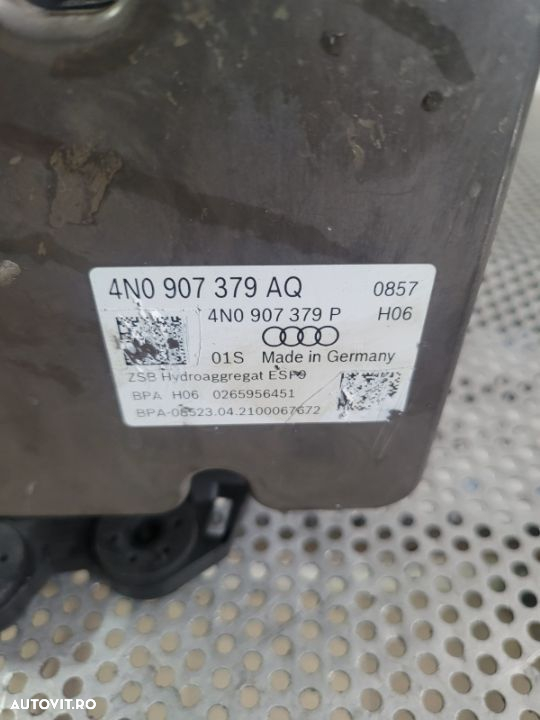 4N0 907 379 AQ 0857
4N0 907 379 P H06
01S Made in Germany
ZSB Hydroaggregat ESP9
BPA H06 0265956451
BPA-08523.04.2100067672
AUTOVIT.RO